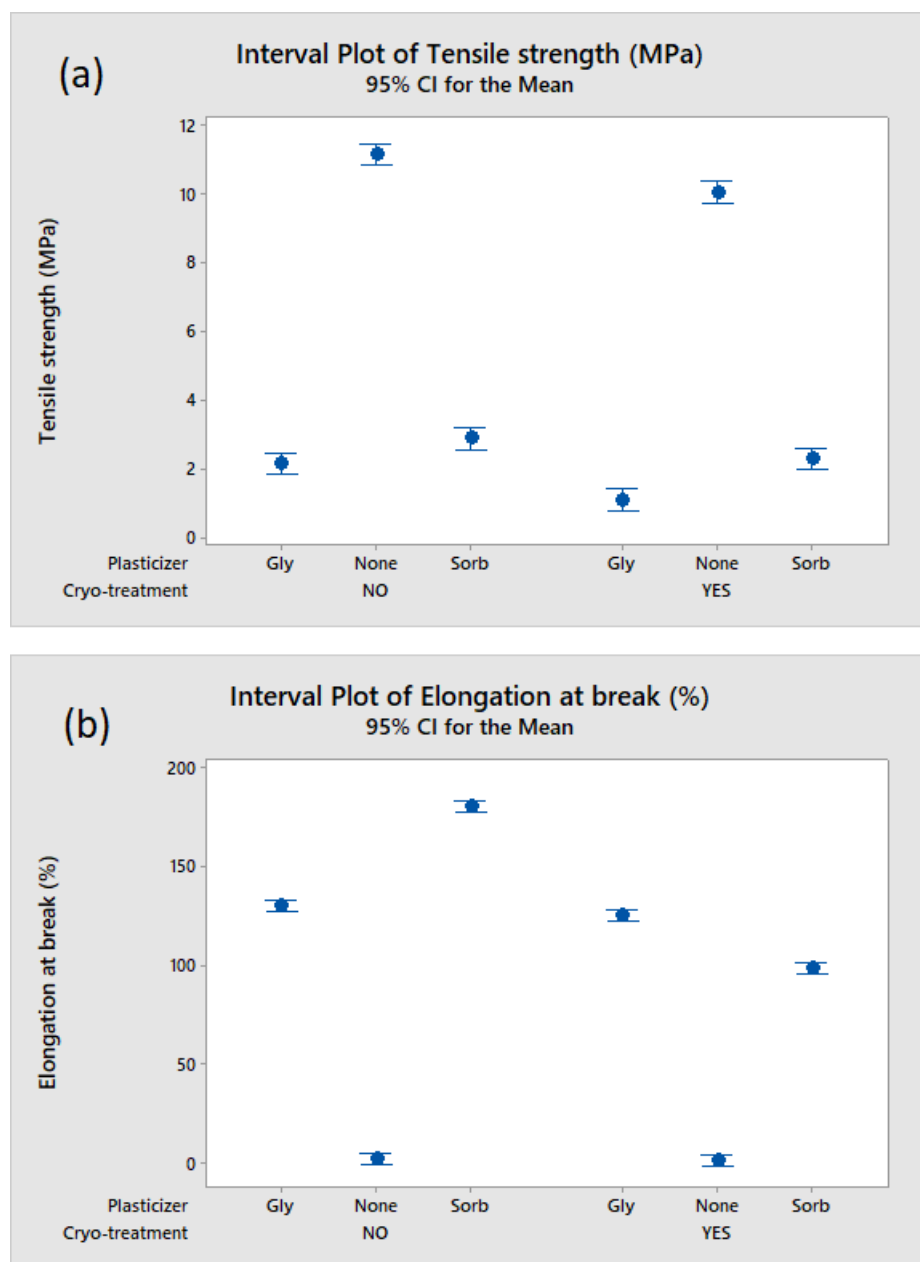 (a)
Interval Plot of Tensile strength (MPa)
95% CI for the Mean
Tensile strength (MPa)
12
10
8
6
4
2
0
Plasticizer Gly None Sorb Gly None Sorb
Cryo-treatment NO YES
(b)
Interval Plot of Elongation at break (%)
95% CI for the Mean
Elongation at break (%)
200
150
100
50
0
Plasticizer Gly None Sorb Gly None Sorb
Cryo-treatment NO YES